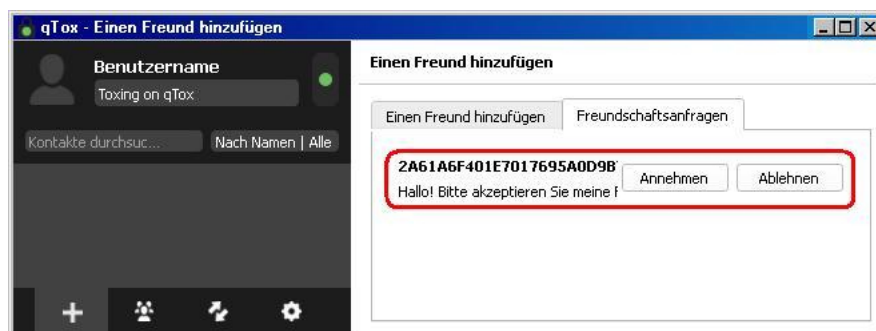 qTox - Einen Freund hinzufügen
Benutzername
Toxing on qTox
Kontakte durchsuc...
Nach Namen | Alle
Einen Freund hinzufügen
Einen Freund hinzufügen
Freundschaftsanfragen
2A61A6F401E7017695A0D9B
Hallo! Bitte akzeptieren Sie meine
Annehmen
Ablehnen